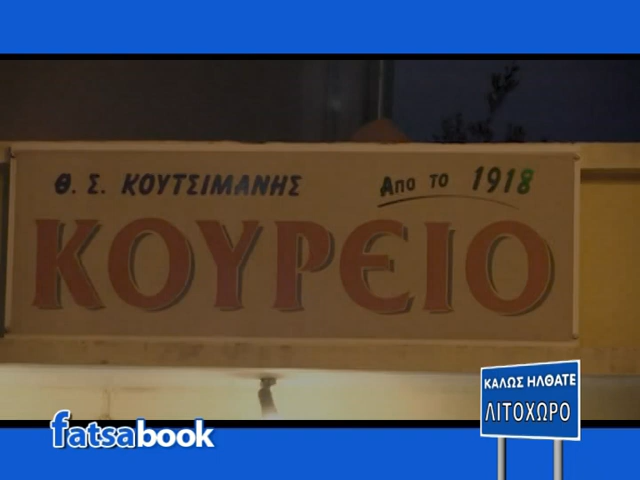 Θ. Σ. ΚΟΥΤΣΙΜΑΝΗΣ Απο το 1918
ΚΟΥΡΕΙΟ
fatsabook
ΚΑΛΩΣ ΗΛΘΑΤΕ
ΛΙΤΟΧΩΡΟ